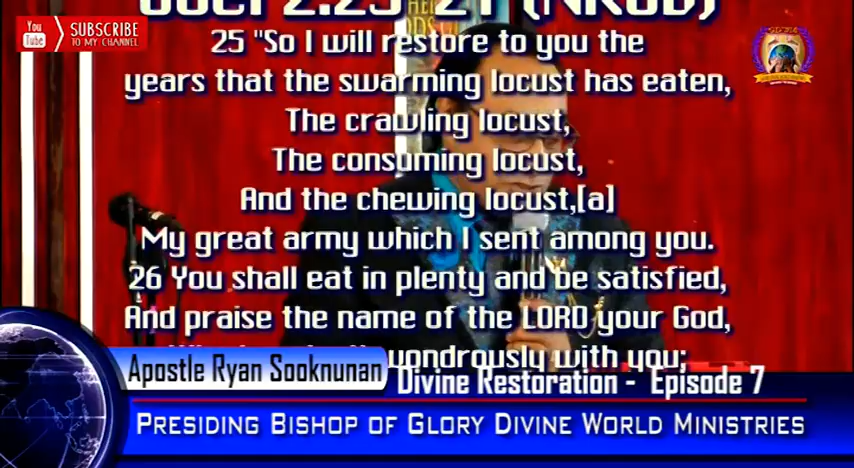 You Tube SUBSCRIBE
TO MY CHANNEL
25 "So I will restore to you the
years that the swarming locust has eaten,
The crawling locust,
The consuming locust,
And the chewing locust,[a]
My great army which I sent among you.
26 You shall eat in plenty and be satisfied,
And praise the name of the LORD your God,
wondrously with you;
Apostle Ryan Sooknunan
Divine Restoration - Episode 7
PRESIDING BISHOP OF GLORY DIVINE WORLD MINISTRIES